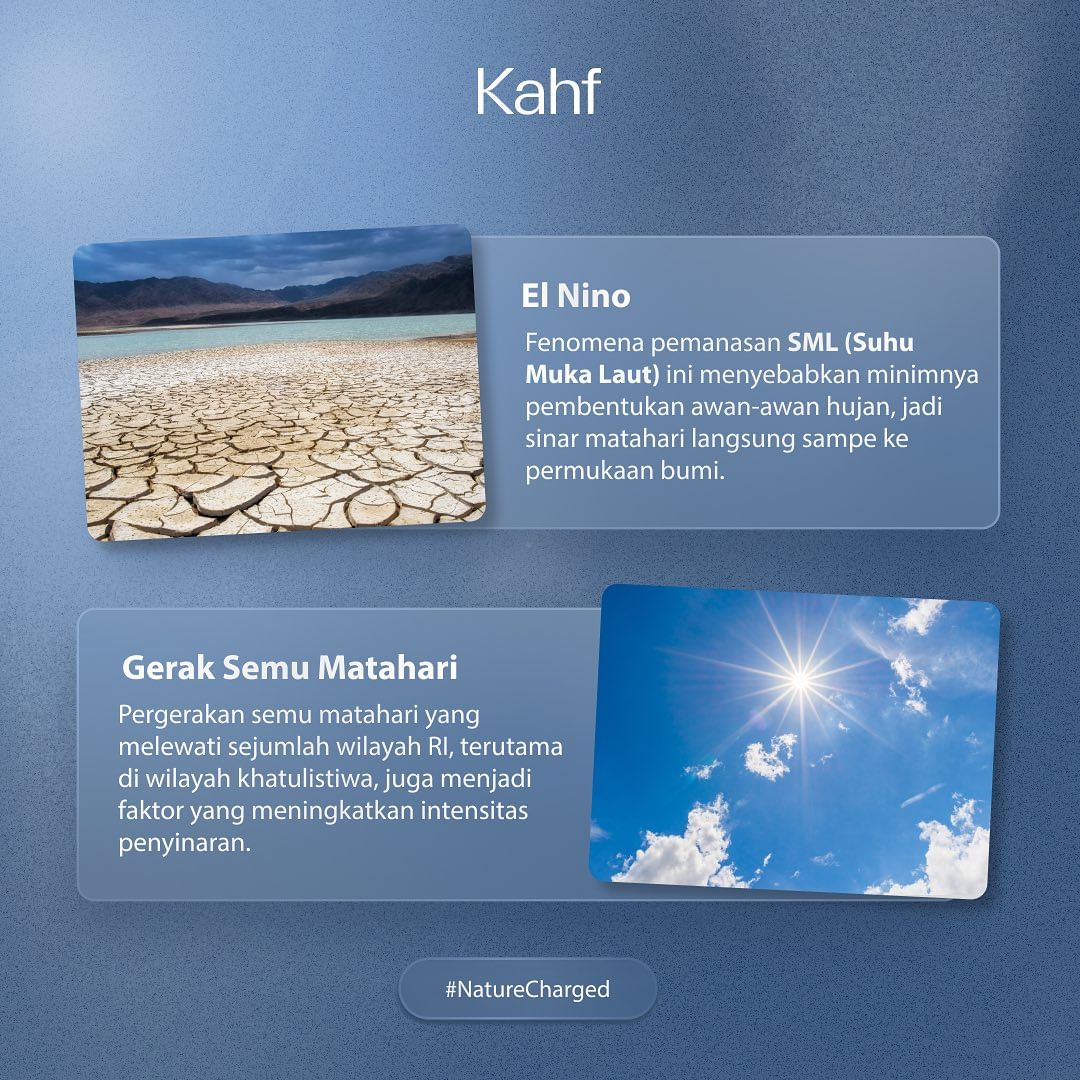 Kahf
El Nino
Fenomena pemanasan SML (Suhu
Muka Laut) ini menyebabkan minimnya
pembentukan awan-awan hujan, jadi
sinar matahari langsung sampe ke
permukaan bumi.
Gerak Semu Matahari
Pergerakan semu matahari yang
melewati sejumlah wilayah RI, terutama
di wilayah khatulistiwa, juga menjadi
faktor yang meningkatkan intensitas
penyinaran.
#NatureCharged